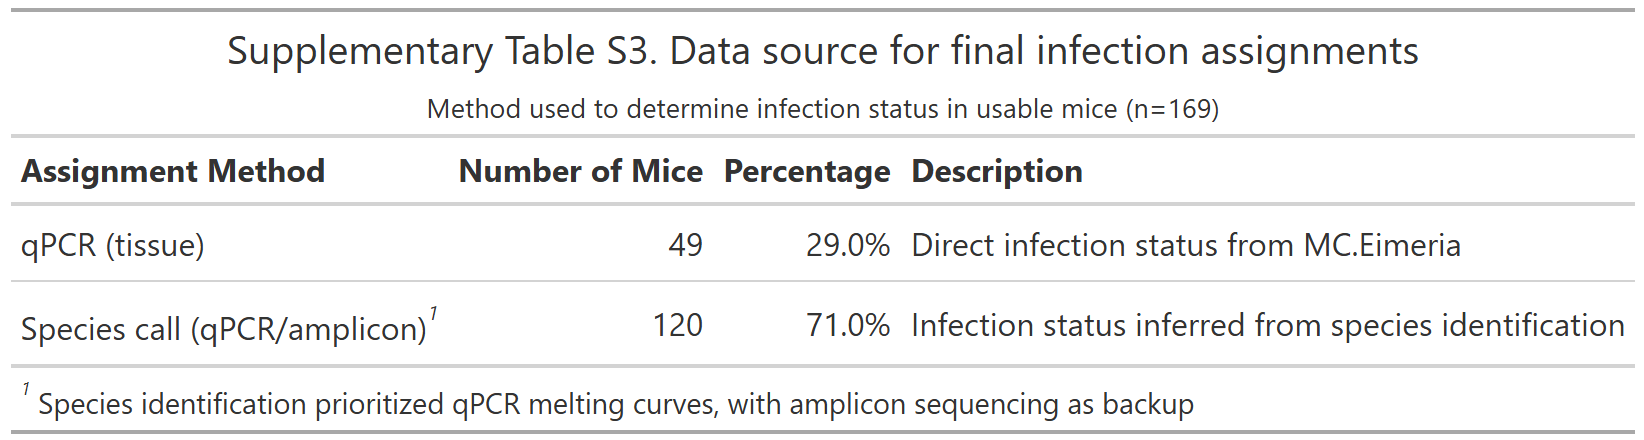 Supplementary Table S3. Data source for final infection assignments
Method used to determine infection status in usable mice (n=169)
Assignment Method Number of Mice Percentage Description
qPCR (tissue) 49 29.0% Direct infection status from MC.Eimeria
Species call (qPCR/amplicon)1 120 71.0% Infection status inferred from species identification
1 Species identification prioritized qPCR melting curves, with amplicon sequencing as backup